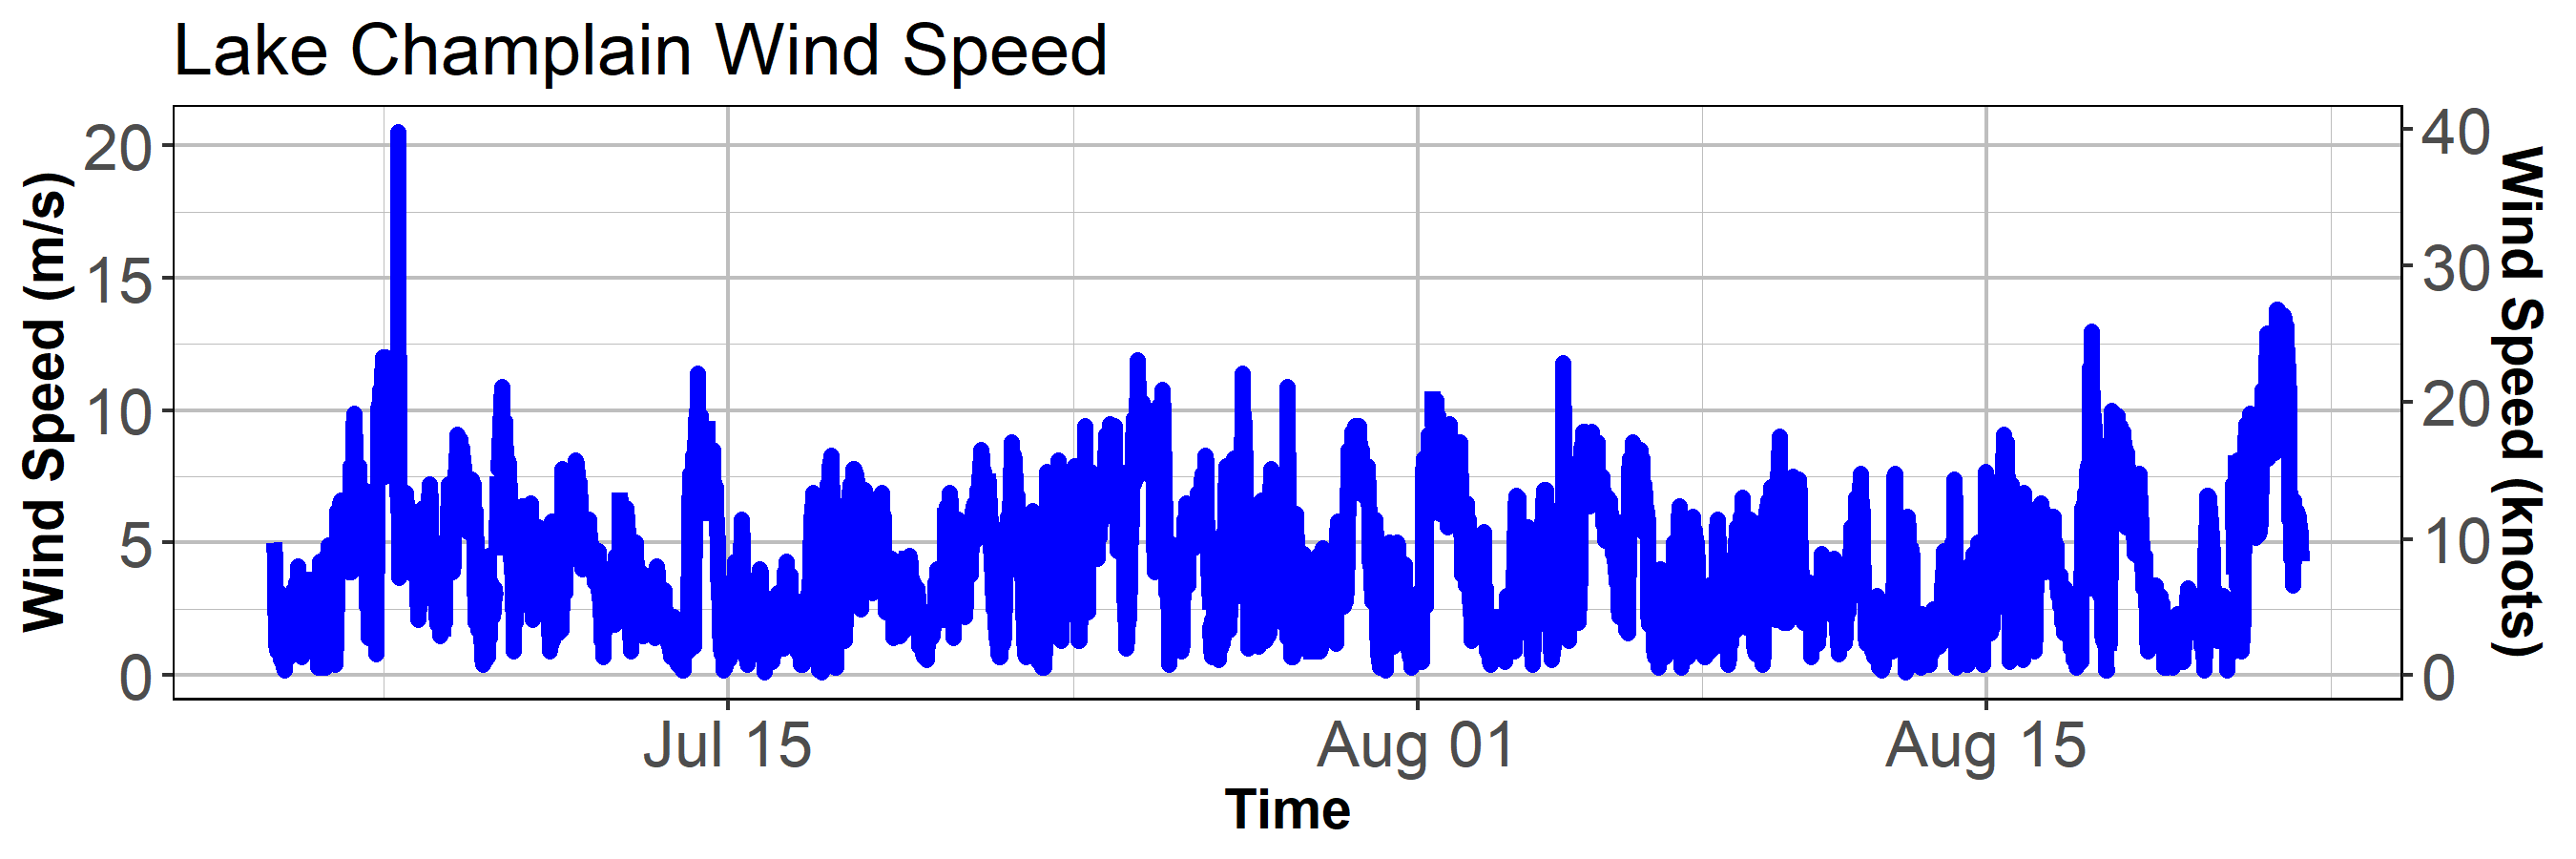 Lake Champlain Wind Speed
Wind Speed (m/s)
20
15
10
5
0
40
30
20
10
0
Wind Speed (knots)
Jul 15
Aug 01
Aug 15
Time